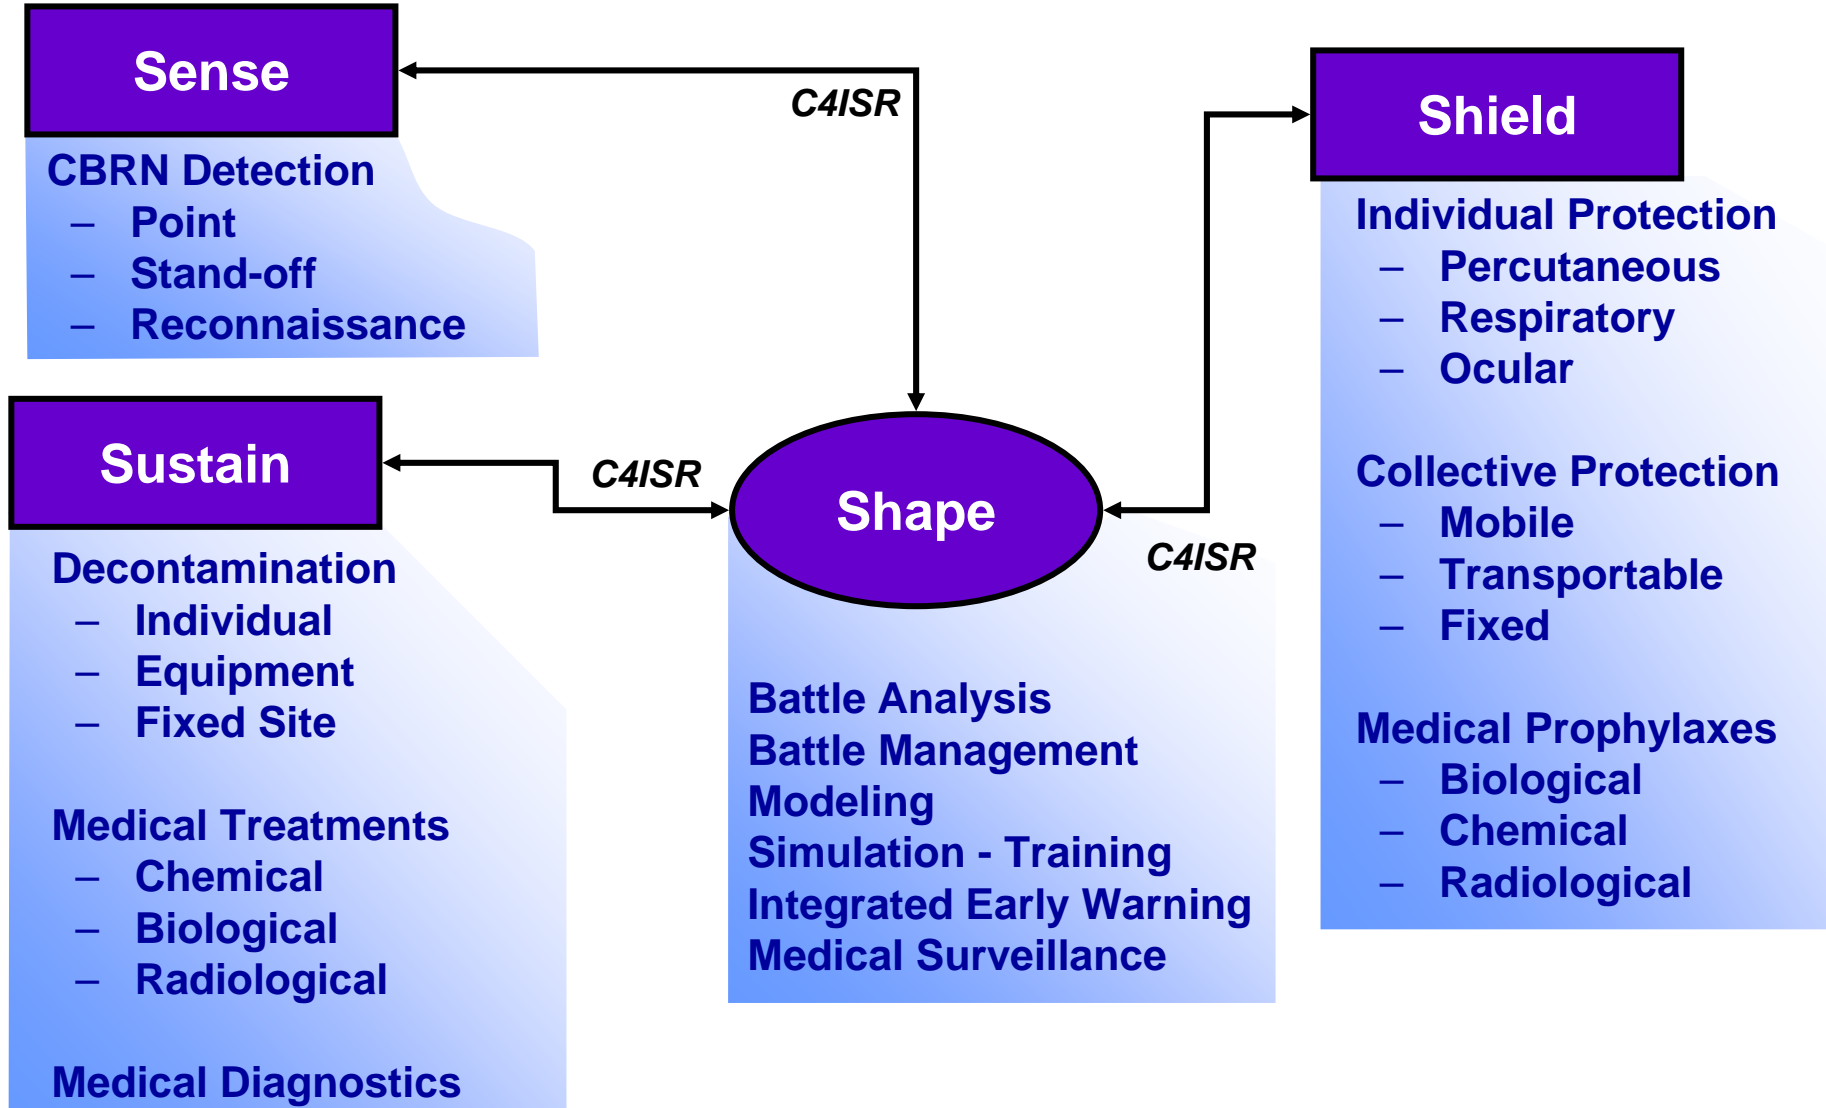 Sense
CBRN Detection
– Point
– Stand-off
– Reconnaissance
C4ISR
Sustain
Decontamination
– Individual
– Equipment
– Fixed Site
Medical Treatments
– Chemical
– Biological
– Radiological
Medical Diagnostics
C4ISR
Shape
Battle Analysis
Battle Management
Modeling
Simulation - Training
Integrated Early Warning
Medical Surveillance
C4ISR
Shield
Individual Protection
– Percutaneous
– Respiratory
– Ocular
Collective Protection
– Mobile
– Transportable
– Fixed
Medical Prophylaxes
– Biological
– Chemical
– Radiological